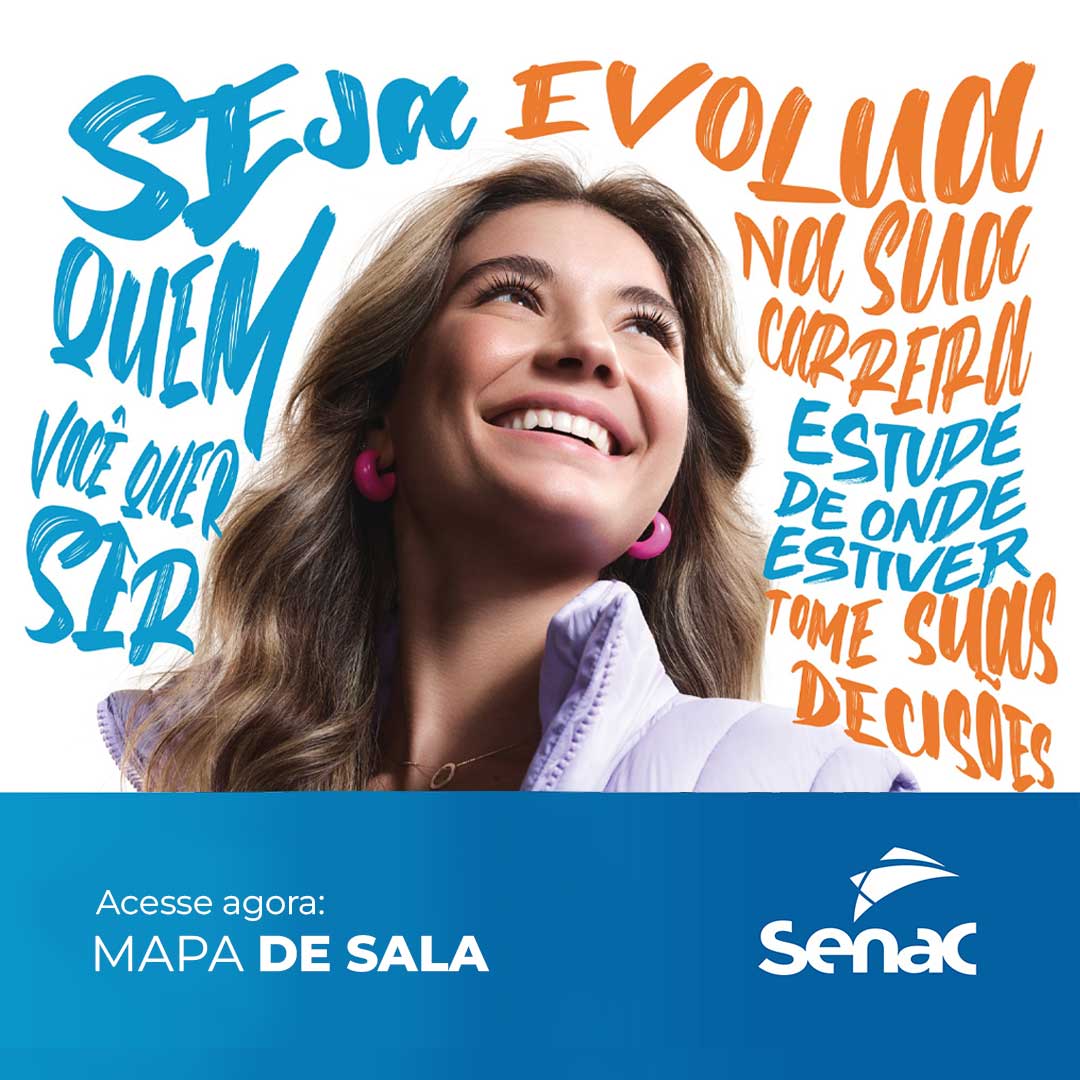 SEJA
QUEM
VOCÊ QUER
SER
EVOLUA
NA SUA
CARREIRA
ESTUDE
DE ONDE
ESTIVER
TOME SUAS
DECISÕES
Acesse agora:
MAPA DE SALA
Senac